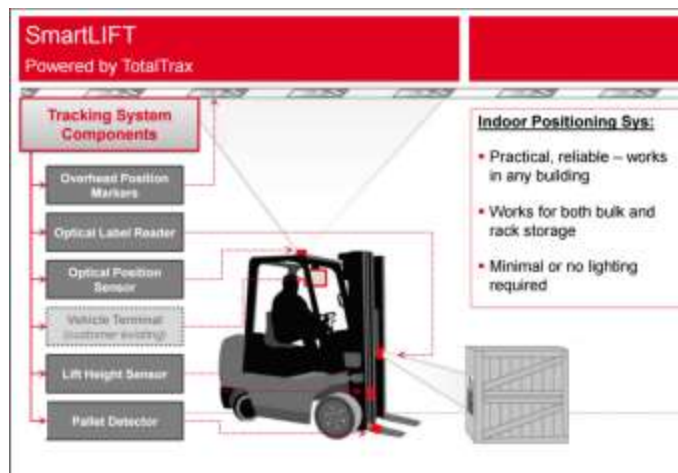 SmartLIFT
Powered by TotalTrax
Tracking System
Components
Overhead Position
Markers
Optical Label Reader
Optical Position
Sensor
Vehicle Terminal
(customer existing)
Lift Height Sensor
Pallet Detector
Indoor Positioning Sys:
▪ Practical, reliable – works
in any building
▪ Works for both bulk and
rack storage
▪ Minimal or no lighting
required